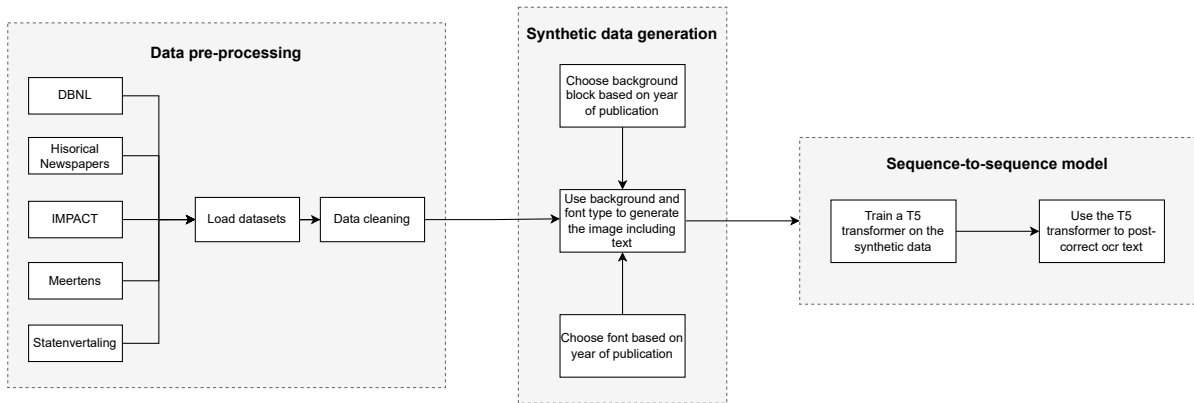 Data pre-processing
DBNL
Hisorical
Newspapers
IMPACT
Meertens
Statenvertaling
Load datasets
Data cleaning
Synthetic data generation
Choose background
block based on year
of publication
Use background and
font type to generate
the image including
text
Choose font based on
year of publication
Sequence-to-sequence model
Train a T5
transformer on the
synthetic data
Use the T5
transformer to post-
correct ocr text